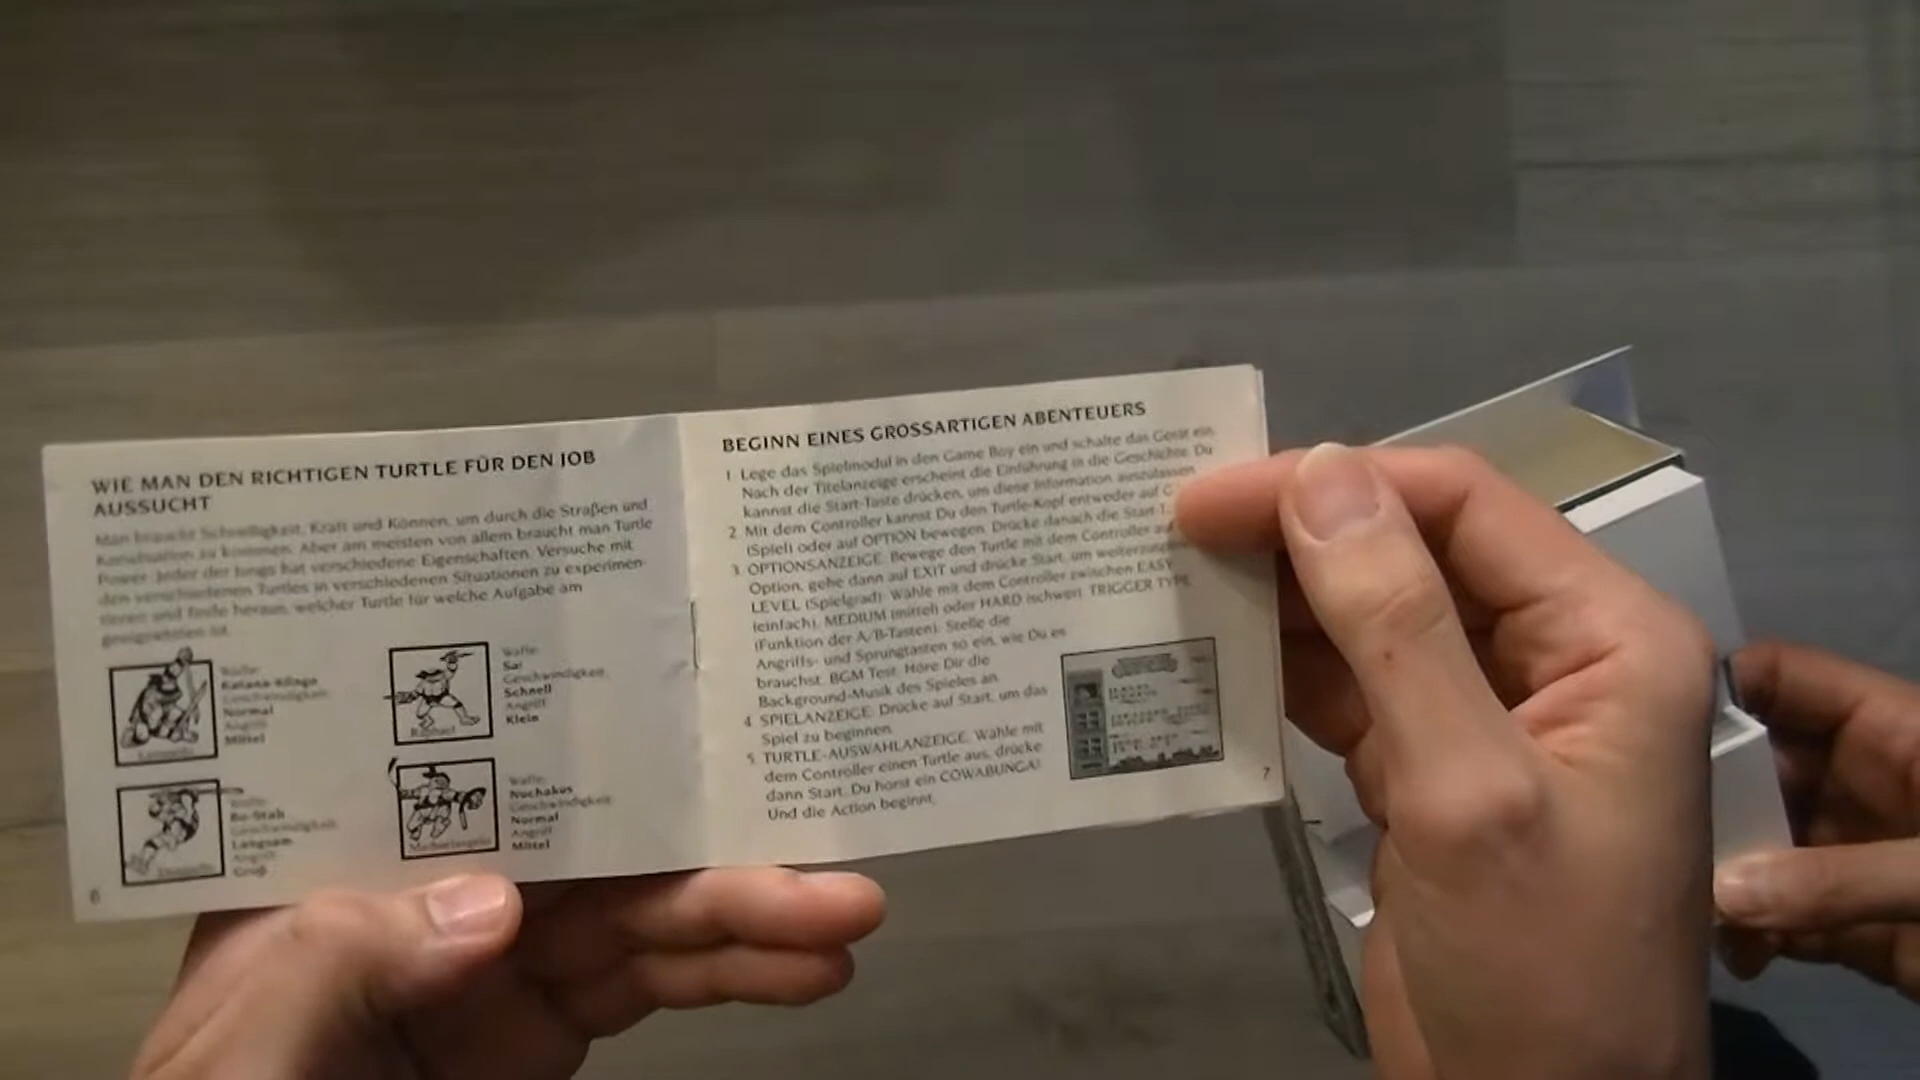 WIE MAN DEN RICHTIGEN TURTLE FÜR DEN JOB
AUSSUCHT
Man braucht Schnelligkeit, Kraft und Können, um durch die Straßen und
Kanalisation zu kommen. Aber am meisten von allem braucht man Turtle
Power. Jeder der Jungs hat verschiedene Eigenschaften. Versuche mit
den verschiedenen Turtles in verschiedenen Situationen zu experimen-
tieren und finde heraus, welcher Turtle für welche Aufgabe am
geeignetsten ist.
Waffe:
Katana-Klinge
Geschwindigkeit:
Normal
Angriff:
Mittel
Leonardo
Waffe:
Sai
Geschwindigkeit:
Schnell
Angriff:
Klein
Raphael
Waffe:
Bo-Stab
Geschwindigkeit:
Langsam
Angriff:
Groß
Donatello
Waffe:
Nuchakus
Geschwindigkeit:
Normal
Angriff:
Mittel
Michaelangelo
6
BEGINN EINES GROSSARTIGEN ABENTEUERS
1. Lege das Spielmodul in den Game Boy ein und schalte das Gerät ein.
Nach der Titelanzeige erscheint die Einführung in die Geschichte. Du
kannst die Start-Taste drücken, um diese Information auszulassen.
2. Mit dem Controller kannst Du den Turtle-Kopf entweder auf
(Spiel) oder auf OPTION bewegen. Drücke danach die Start
3. OPTIONSANZEIGE: Bewege den Turtle mit dem Controller auf
Option, gehe dann auf EXIT und drücke Start, um
LEVEL (Spielgrad): Wähle mit dem Controller zwischen EASY
(einfach), MEDIUM (mittel) oder HARD (schwer). TRIGGER TYPE
(Funktion der A/B-Tasten): Stelle die
Angriffs- und Sprungtasten so ein, wie Du es
brauchst. BGM Test: Höre Dir die
Background-Musik des Spieles an.
4. SPIELANZEIGE: Drücke auf Start, um das
Spiel zu beginnen.
5. TURTLE-AUSWAHLANZEIGE: Wähle mit
dem Controller einen Turtle aus, drücke
dann Start. Du hörst ein COWABUNGA!
Und die Action beginnt.
7